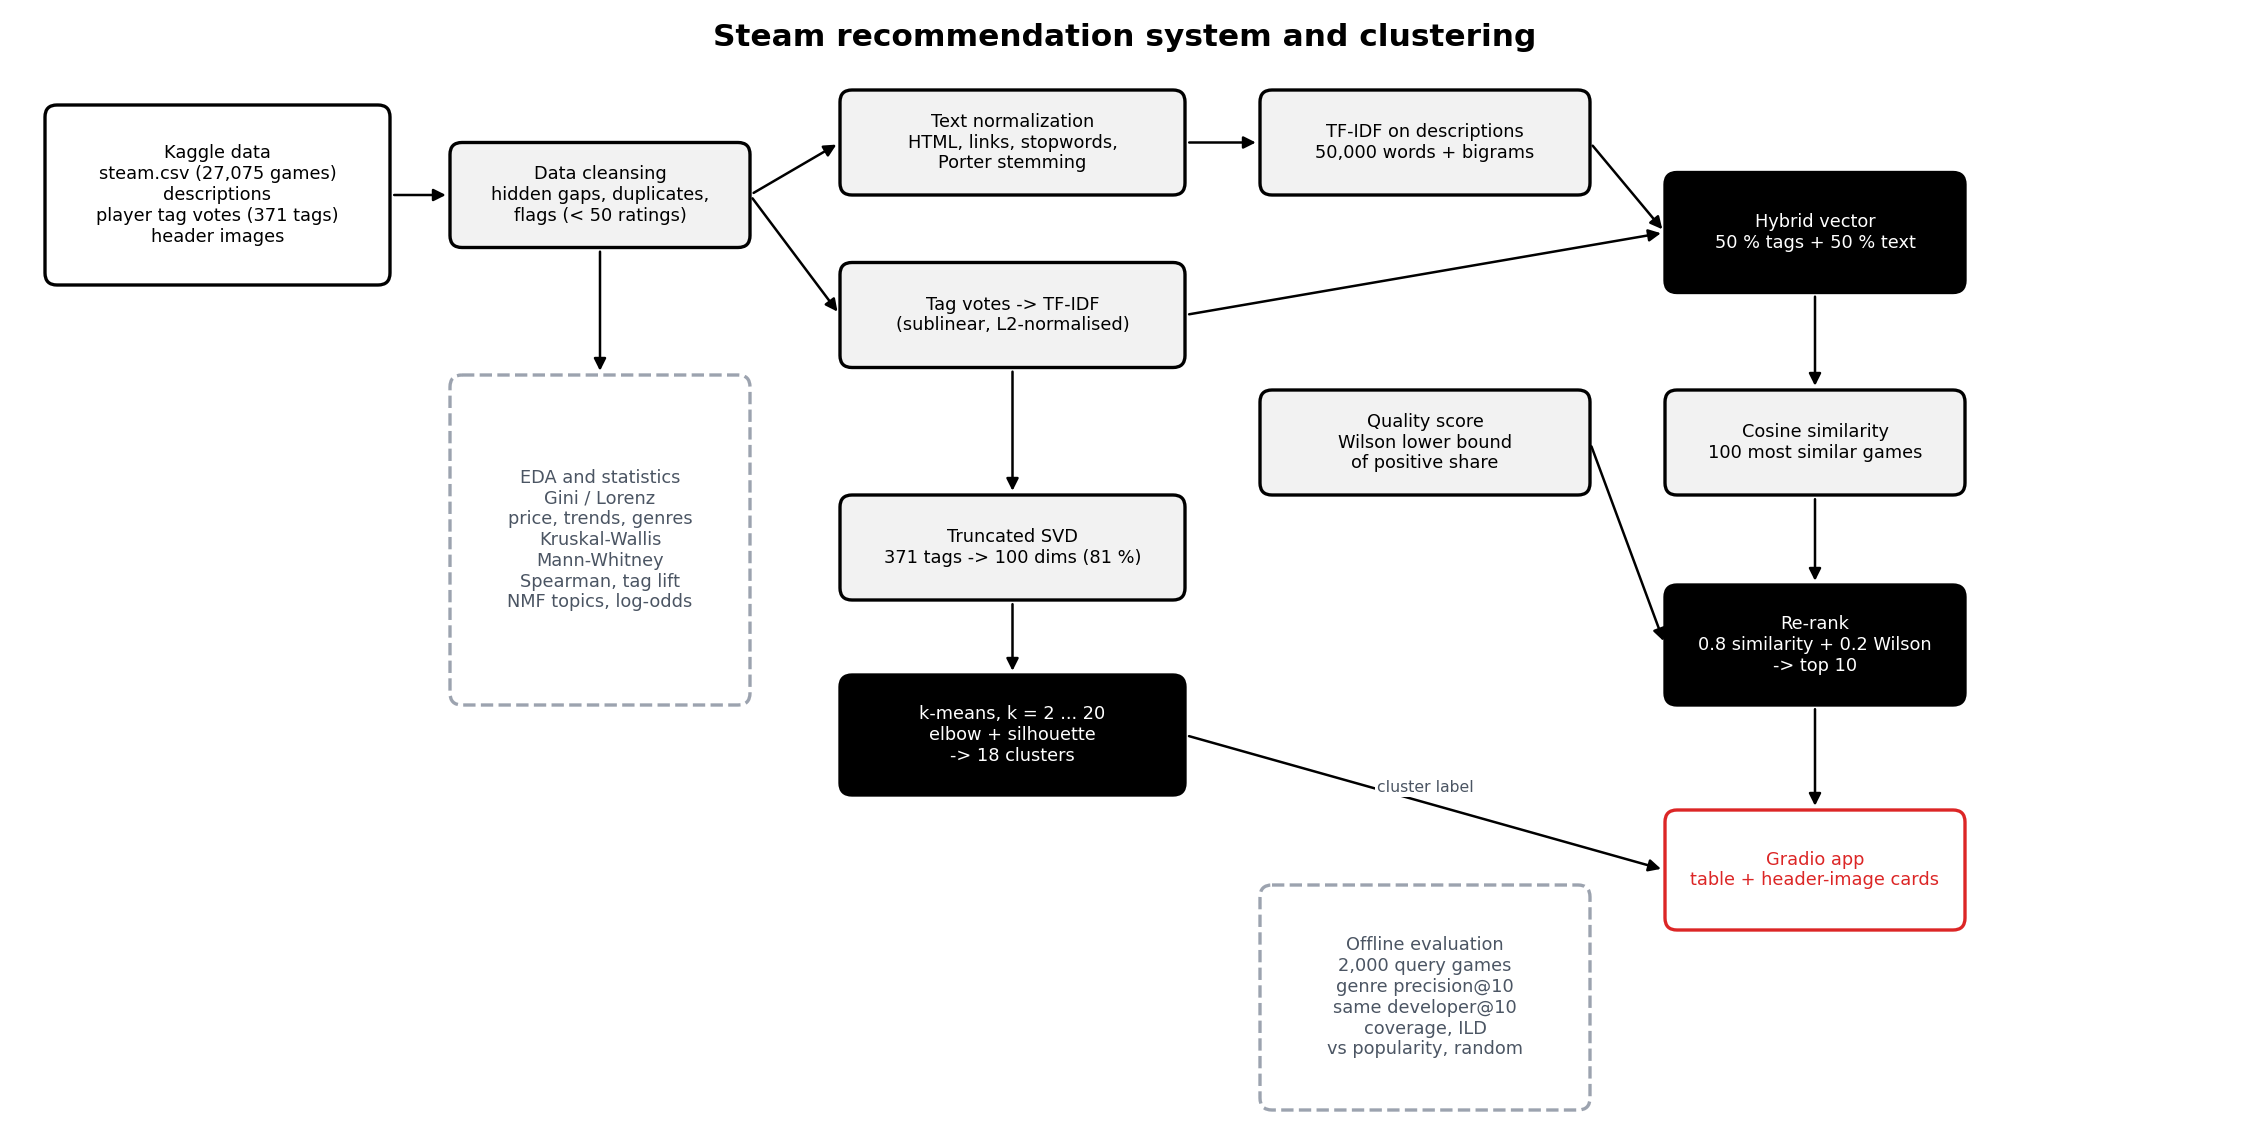 Steam recommendation system and clustering
Kaggle data
steam.csv (27,075 games)
descriptions
player tag votes (371 tags)
header images
Data cleansing
hidden gaps, duplicates,
flags (< 50 ratings)
Text normalization
HTML, links, stopwords,
Porter stemming
TF-IDF on descriptions
50,000 words + bigrams
Hybrid vector
50 % tags + 50 % text
Tag votes -> TF-IDF
(sublinear, L2-normalised)
Quality score
Wilson lower bound
of positive share
Cosine similarity
100 most similar games
EDA and statistics
Gini / Lorenz
price, trends, genres
Kruskal-Wallis
Mann-Whitney
Spearman, tag lift
NMF topics, log-odds
Truncated SVD
371 tags -> 100 dims (81 %)
Re-rank
0.8 similarity + 0.2 Wilson
-> top 10
k-means, k = 2 ... 20
elbow + silhouette
-> 18 clusters
cluster label
Gradio app
table + header-image cards
Offline evaluation
2,000 query games
genre precision@10
same developer@10
coverage, ILD
vs popularity, random